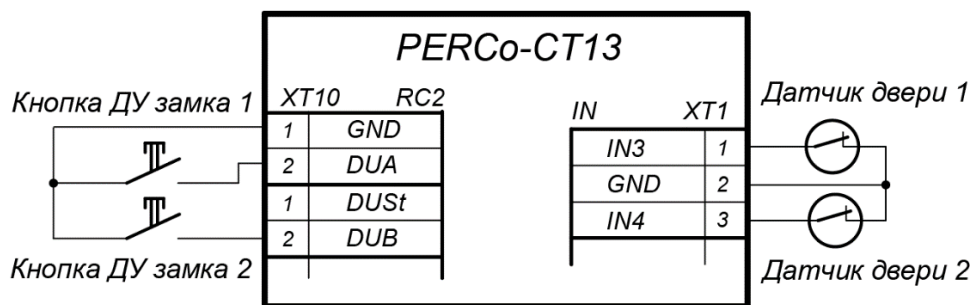 PERCo-CT13
Кнопка ДУ замка 1
XT10 RC2
1 GND
2 DUA
1 DUSt
2 DUB
Кнопка ДУ замка 2
IN XT1
IN3 1
GND 2
IN4 3
Датчик двери 1
Датчик двери 2